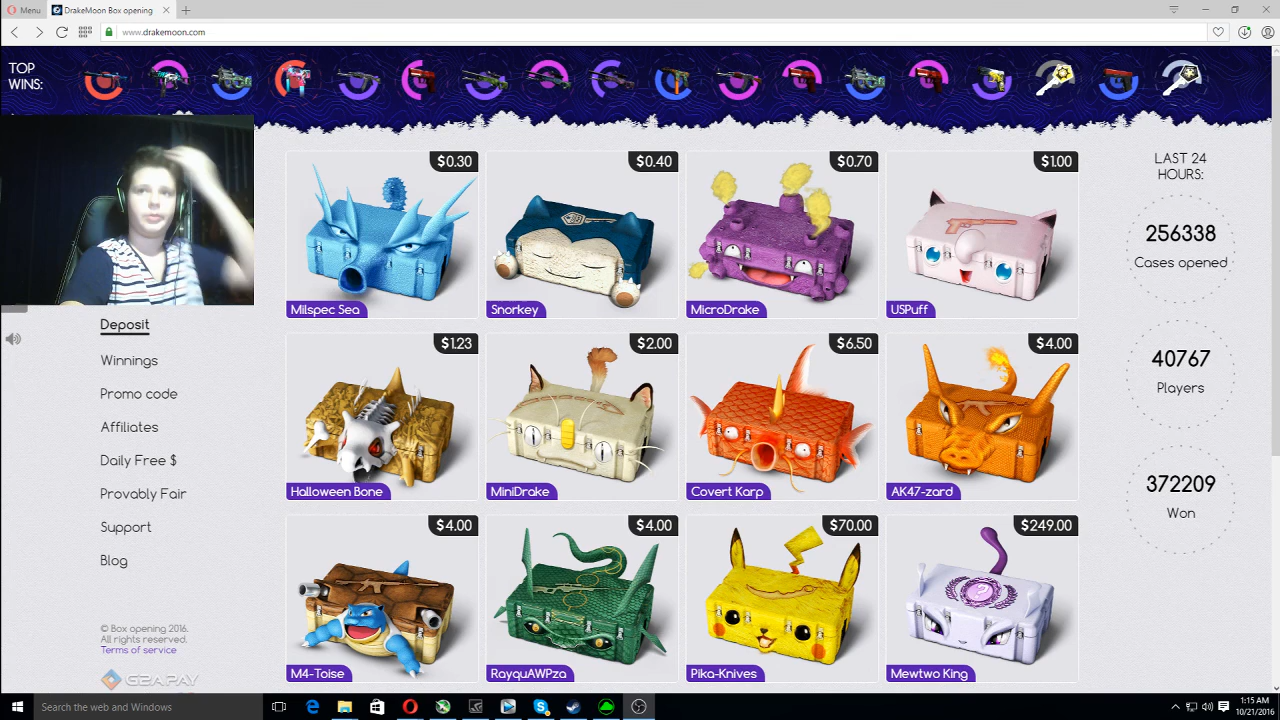 Menu
DrakeMoon Box opening
www.drakemoon.com
TOP
WINS:
$0.30
$0.40
$0.70
$1.00
LAST 24
HOURS:
256338
Cases opened
Milspec Sea
Snorkey
MicroDrake
USPuff
Deposit
Winnings
Promo code
Affiliates
Daily Free $
Provably Fair
Support
Blog
$1.23
$2.00
$6.50
$4.00
40767
Players
Halloween Bone
MiniDrake
Covert Karp
AK47-zard
372209
Won
$4.00
$4.00
$70.00
$249.00
M4-Toise
RayquAWPza
Pika-Knives
Mewtwo King
© Box opening 2016.
All rights reserved.
Terms of service
G2A PAY
Search the web and Windows
1:15 AM
10/21/2016